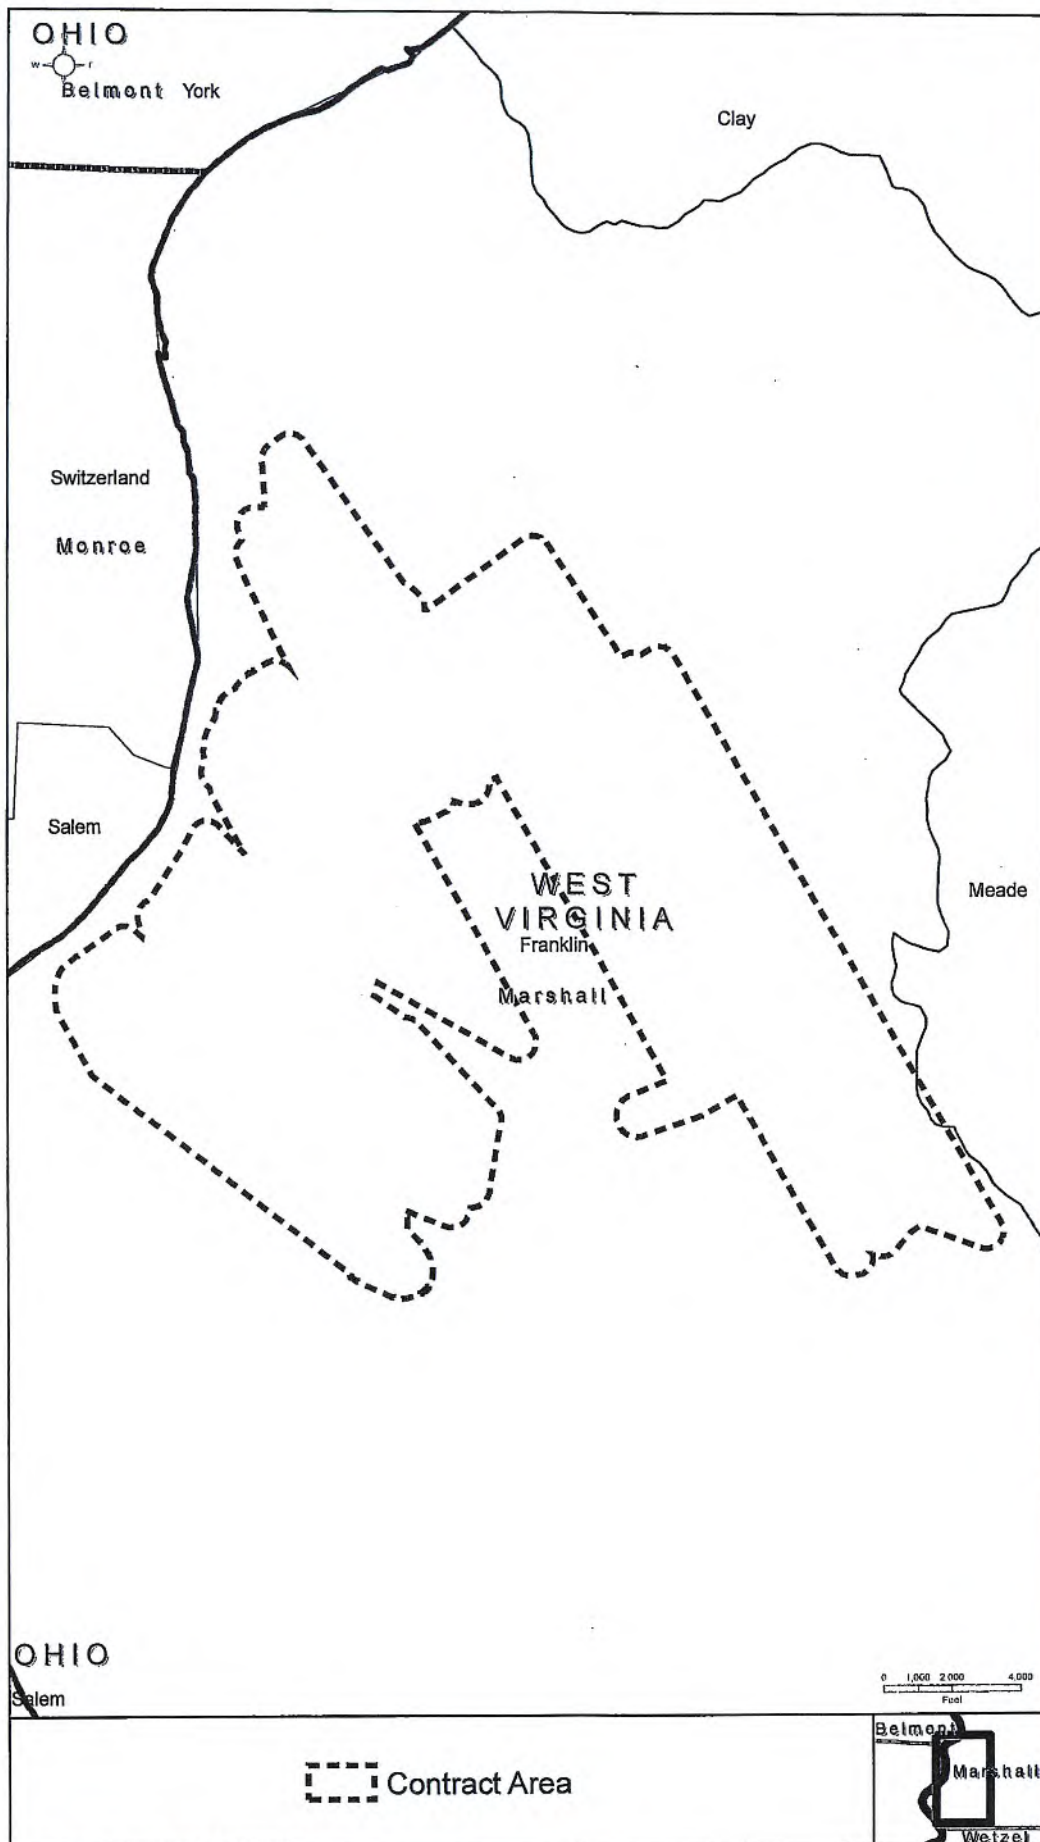 OHIO
W r
Belmont York
Clay
Switzerland
Monroe
Salem
WEST
VIRGINIA
Franklin
Marshall
Meade
OHIO
Salem
0 1,000 2 000 4,000
Fuel
Contract Area
Belmont
Marshall
Wetzel